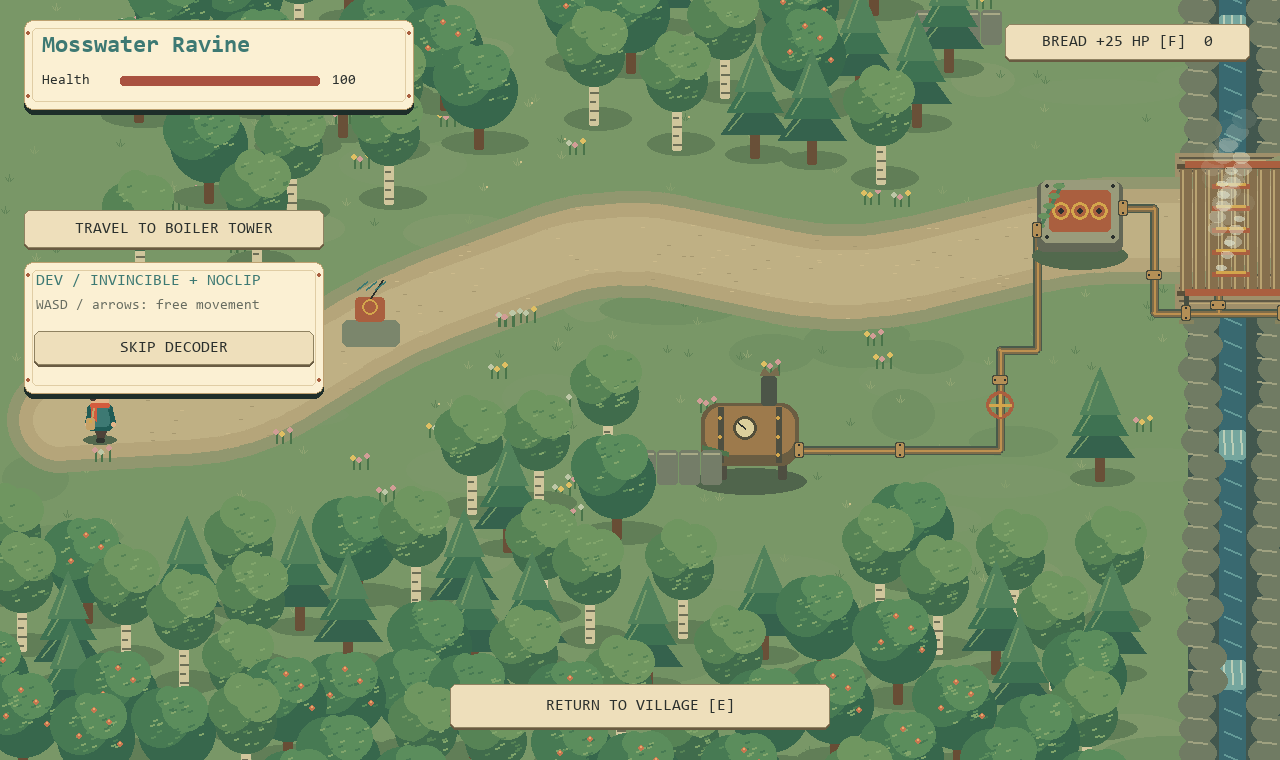 Mosswater Ravine
Health 100
BREAD +25 HP [F] 0
TRAVEL TO BOILER TOWER
DEV / INVINCIBLE + NOCLIP
WASD / arrows: free movement
SKIP DECODER
RETURN TO VILLAGE [E]